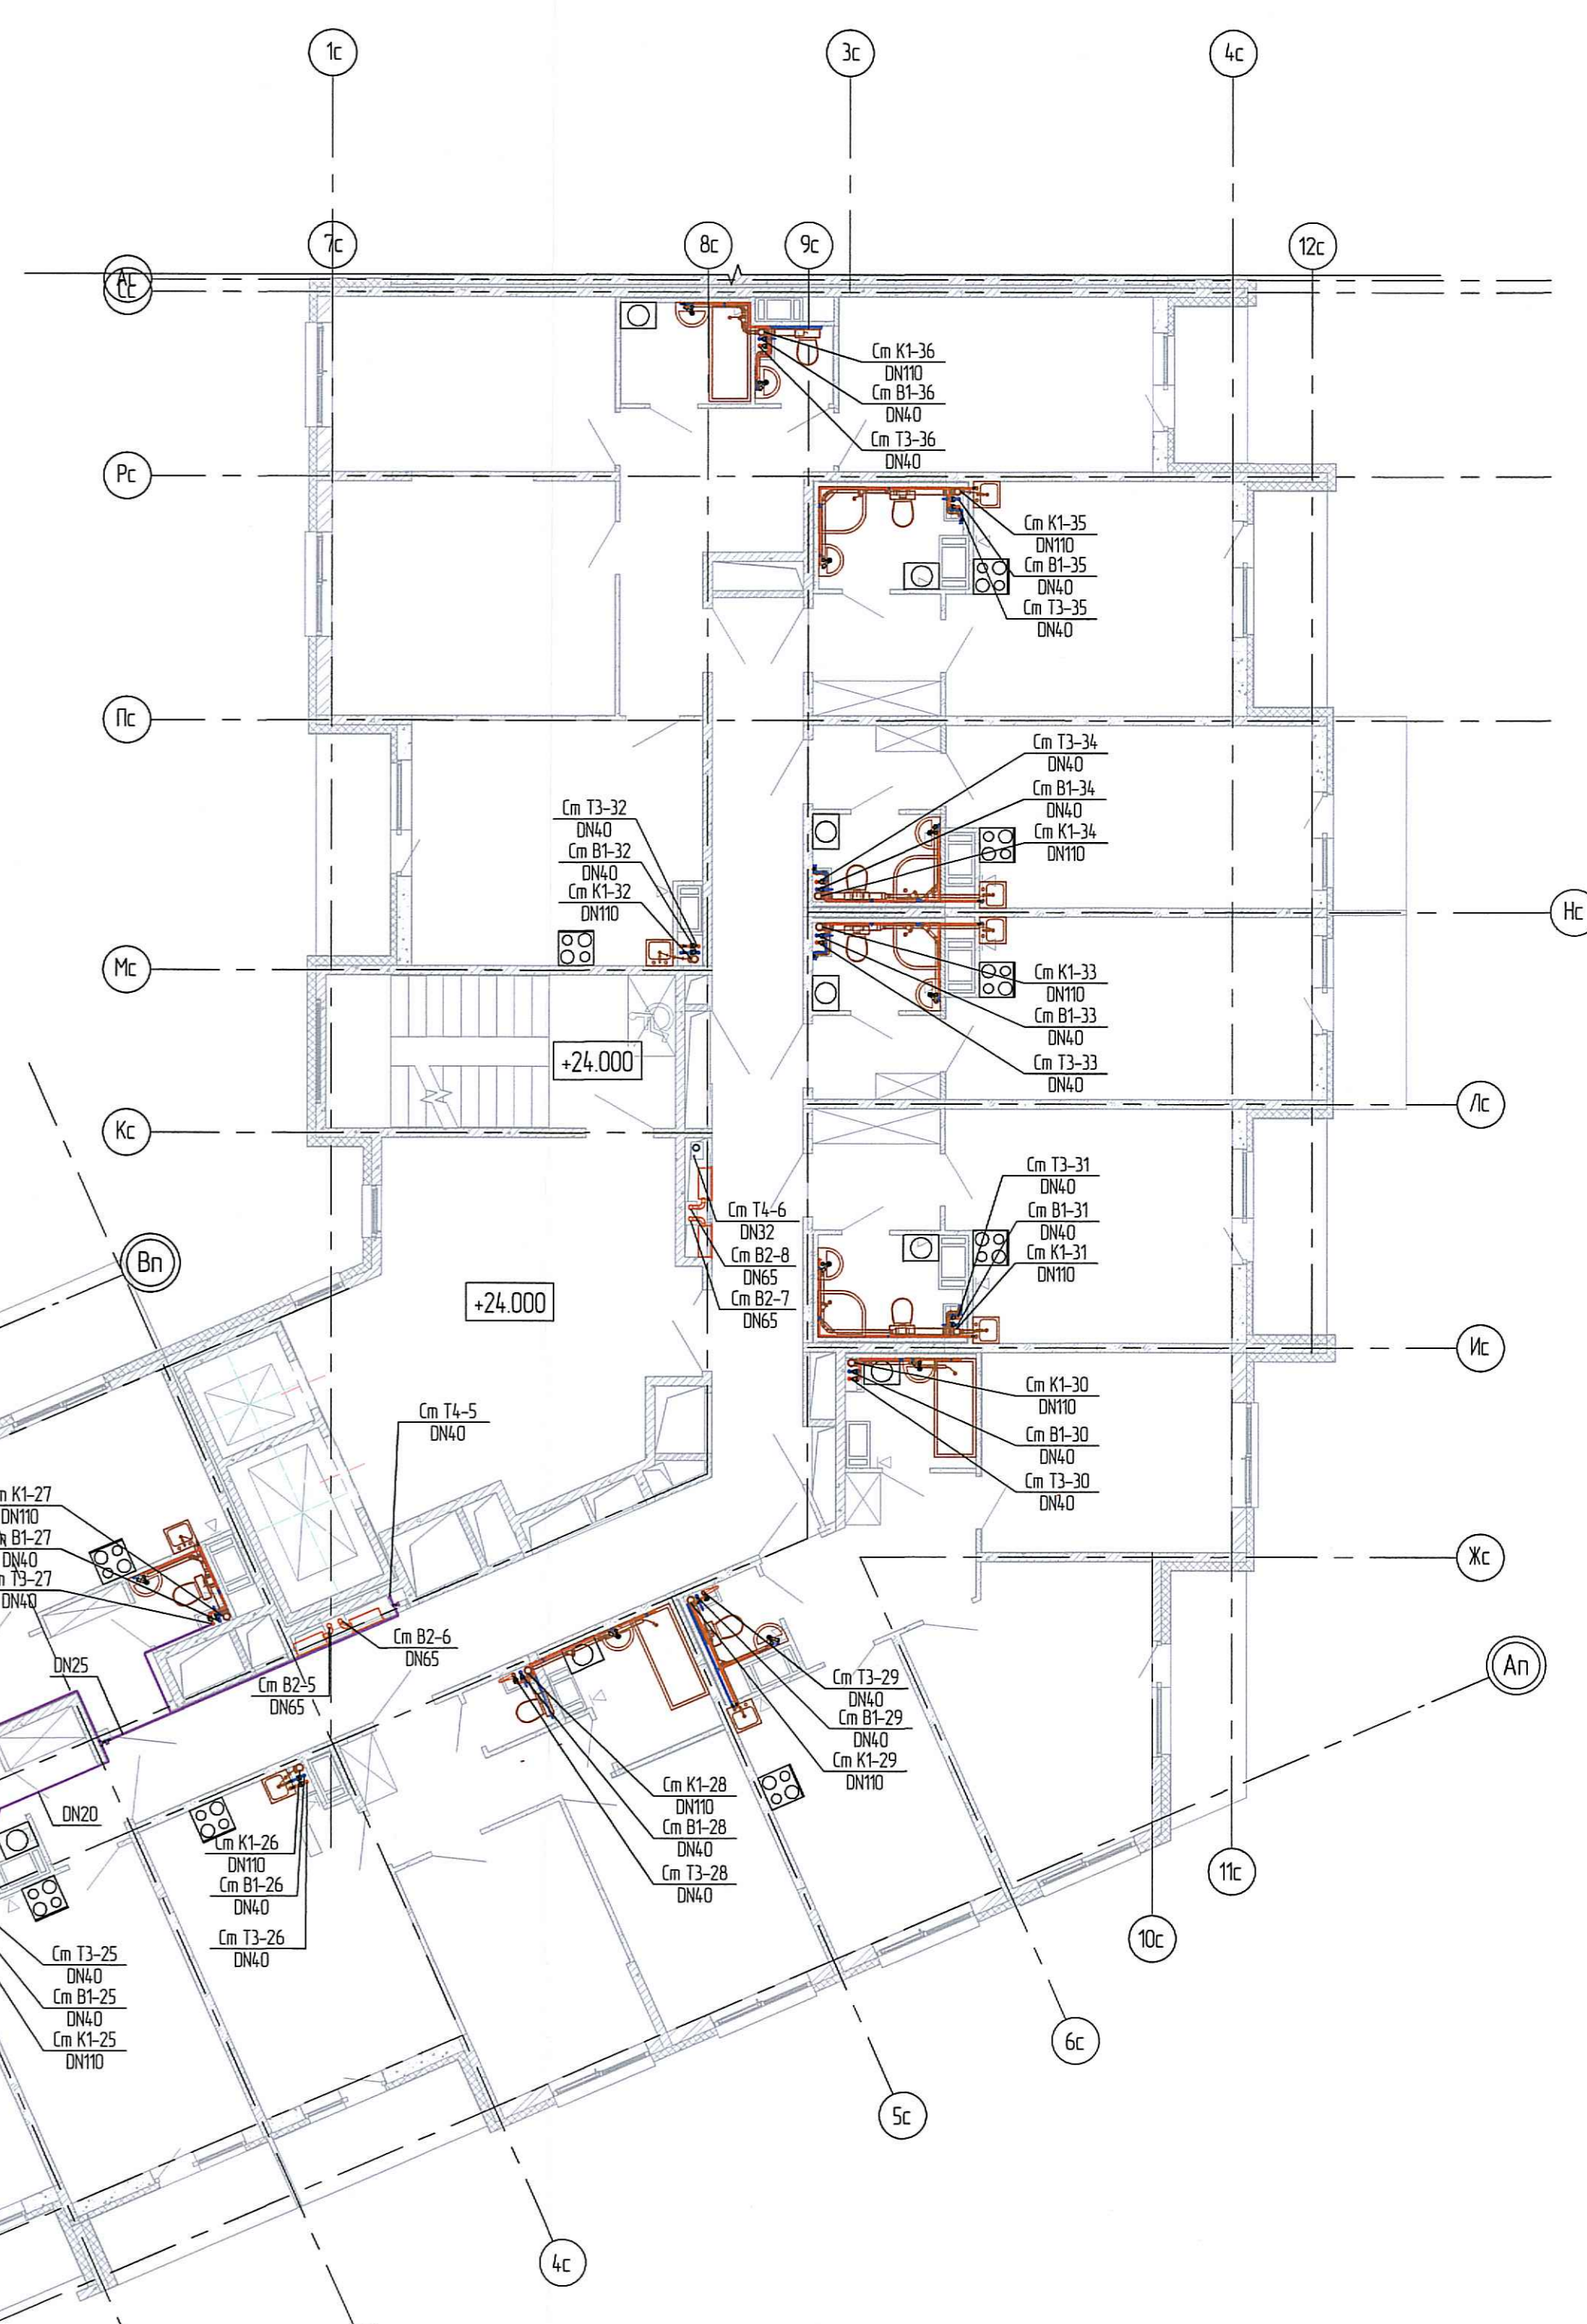 1с
3с
4с
7с
8с
9с
12с
Ст К1-36
DN110
Ст В1-36
DN40
Ст Т3-36
DN40
Рс
Ст К1-35
DN110
Ст В1-35
DN40
Ст Т3-35
DN40
Пс
Ст Т3-34
DN40
Ст В1-34
DN40
Ст К1-34
DN110
Ст Т3-32
DN40
Ст В1-32
DN40
Ст К1-32
DN110
Нс
Мс
Ст К1-33
DN110
Ст В1-33
DN40
Ст Т3-33
DN40
+24.000
Лс
Кс
Ст Т3-31
DN40
Ст В1-31
DN40
Ст К1-31
DN110
Ст Т4-6
DN32
Ст В2-8
DN65
Ст В2-7
DN65
Вп
+24.000
Ис
Ст К1-30
DN110
Ст В1-30
DN40
Ст Т3-30
DN40
Ст Т4-5
DN40
К1-27
DN110
В1-27
DN40
Т3-27
DN40
Жс
Ст В2-6
DN65
Ст В2-5
DN65
DN25
Ап
Ст Т3-29
DN40
Ст В1-29
DN40
Ст К1-29
DN110
Ст К1-28
DN110
Ст В1-28
DN40
Ст Т3-28
DN40
DN20
Ст К1-26
DN110
Ст В1-26
DN40
Ст Т3-26
DN40
11с
10с
Ст Т3-25
DN40
Ст В1-25
DN40
Ст К1-25
DN110
6с
5с
4с